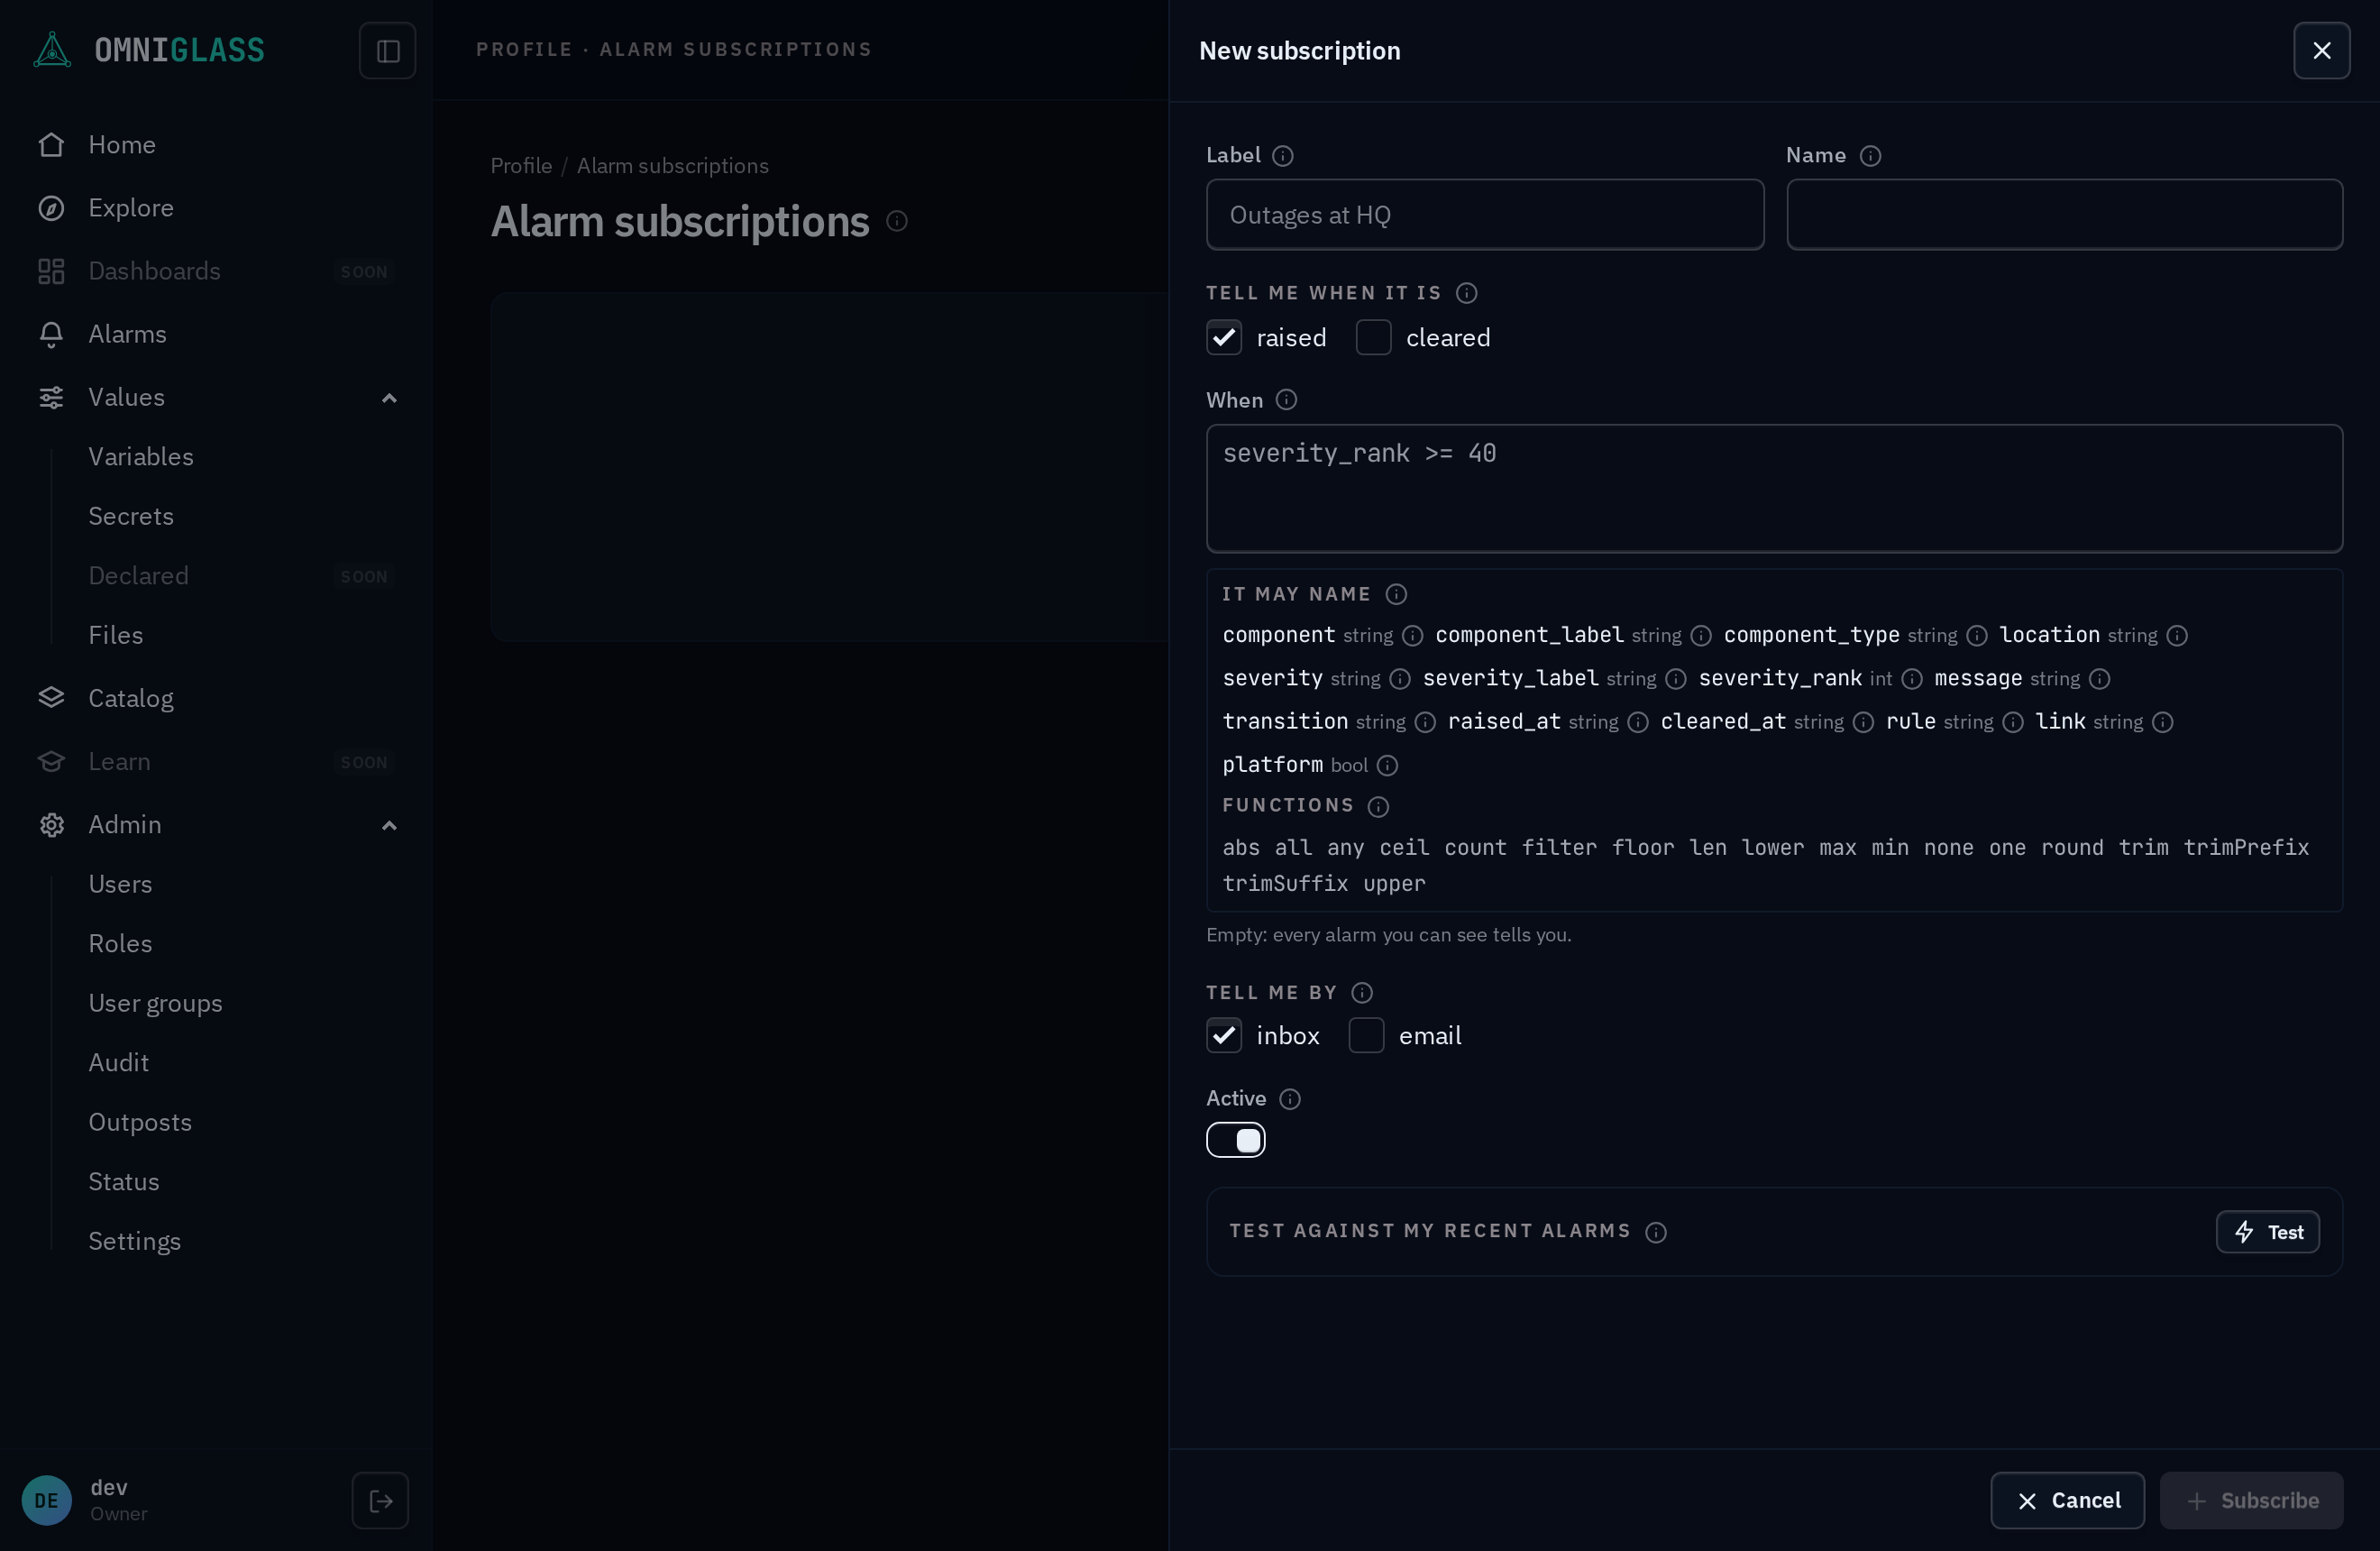 OMNIGLASS
Home
Explore
Dashboards SOON
Alarms
Values
Variables
Secrets
Declared SOON
Files
Catalog
Learn SOON
Admin
Users
Roles
User groups
Audit
Outposts
Status
Settings
DE dev
Owner
PROFILE · ALARM SUBSCRIPTIONS
Profile / Alarm subscriptions
Alarm subscriptions
New subscription
Label Name
Outages at HQ
TELL ME WHEN IT IS
raised cleared
When
severity_rank >= 40
IT MAY NAME
component string component_label string component_type string location string
severity string severity_label string severity_rank int message string
transition string raised_at string cleared_at string rule string link string
platform bool
FUNCTIONS
abs all any ceil count filter floor len lower max min none one round trim trimPrefix
trimSuffix upper
Empty: every alarm you can see tells you.
TELL ME BY
inbox email
Active
TEST AGAINST MY RECENT ALARMS Test
Cancel Subscribe